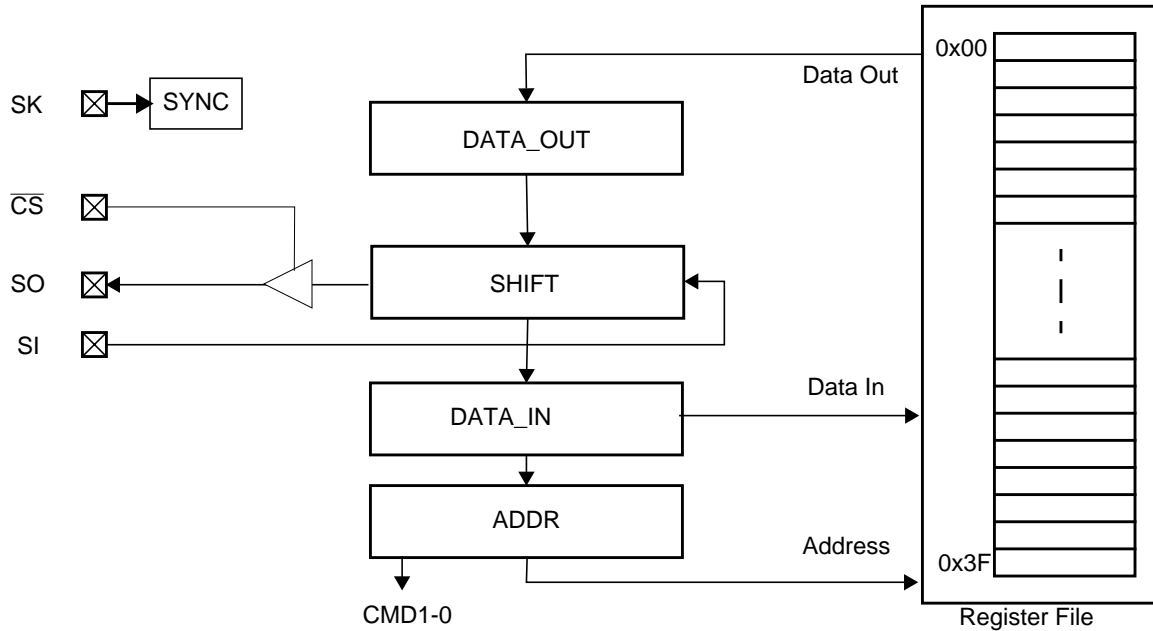 0x00
Data Out
SK
SYNC
DATA_OUT
C̅S̅
SO
SHIFT
SI
Data In
DATA_IN
ADDR
Address
0x3F
CMD1-0
Register File